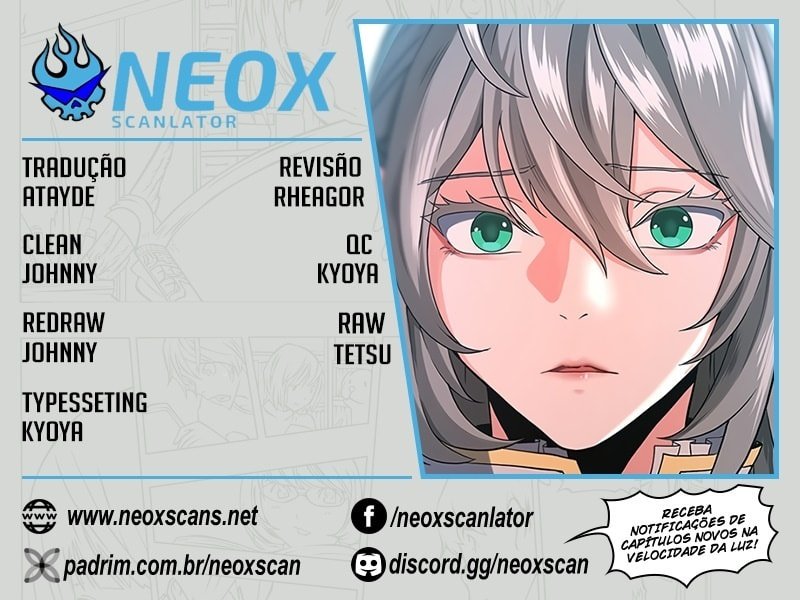 NEOX
SCANLATOR
TRADUÇÃO
ATAYDE
REVISÃO
RHEAGOR
CLEAN
JOHNNY
QC
KYOYA
REDRAW
JOHNNY
RAW
TETSU
TYPESSETING
KYOYA
www.neoxscans.net
/neoxscanlator
padrim.com.br/neoxscan
discord.gg/neoxscan
RECEBA
NOTIFICAÇÕES DE
CAPÍTULOS NOVOS NA
VELOCIDADE DA LUZ!